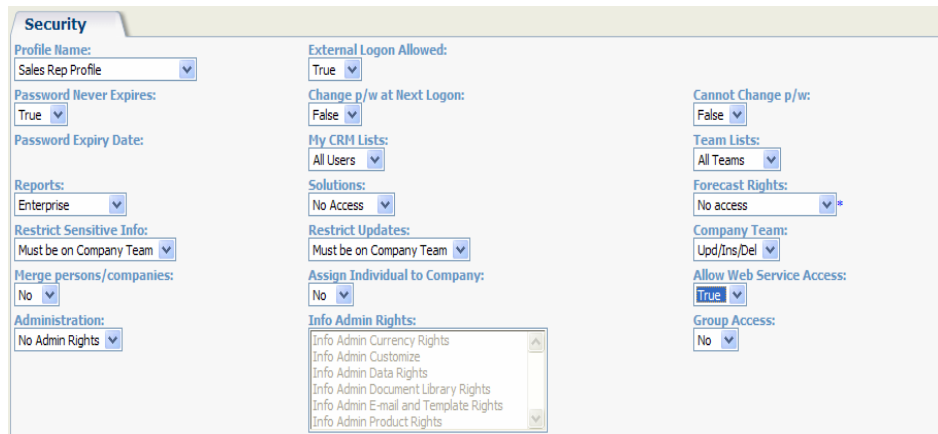 Security
Profile Name: External Logon Allowed:
Sales Rep Profile True
Password Never Expires: Change p/w at Next Logon: Cannot Change p/w:
True False False
Password Expiry Date: My CRM Lists: Team Lists:
All Users All Teams
Reports: Solutions: Forecast Rights:
Enterprise No Access No access *
Restrict Sensitive Info: Restrict Updates: Company Team:
Must be on Company Team Must be on Company Team Upd/Ins/Del
Merge persons/companies: Assign Individual to Company: Allow Web Service Access:
No No True
Administration: Info Admin Rights: Group Access:
No Admin Rights Info Admin Currency Rights No
Info Admin Customize
Info Admin Data Rights
Info Admin Document Library Rights
Info Admin E-mail and Template Rights
Info Admin Product Rights